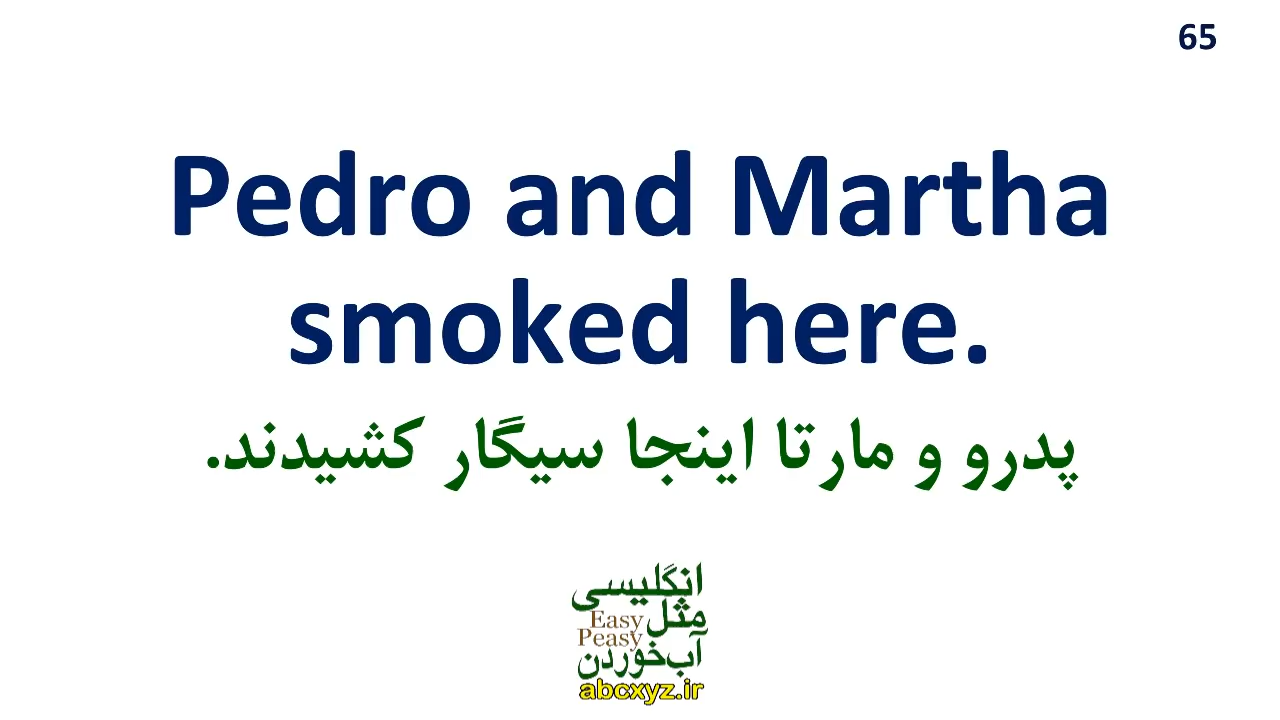 65
Pedro and Martha
smoked here.
پدرو و مارتا اینجا سیگار کشیدند.
انگلیسی
مثل
Easy
Peasy
آب‌خوردن
abcxyz.ir